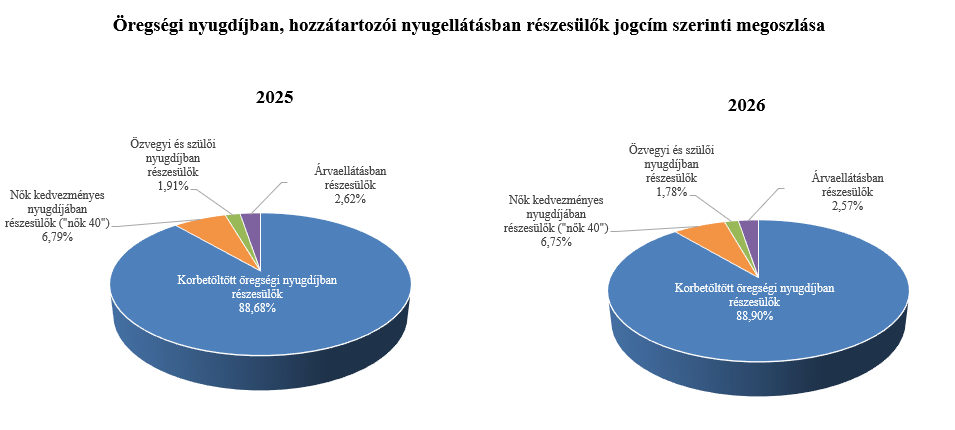 Öregségi nyugdíjban, hozzátartozói nyugellátásban részesülők jogcím szerinti megoszlása
2025
Özvegyi és szülői
nyugdíjban
részesülők
1,91%
Árvaellátásban
részesülők
2,62%
Nők kedvezményes
nyugdíjában
részesülők ("nők 40")
6,79%
Korbetöltött öregségi nyugdíjban
részesülők
88,68%
2026
Özvegyi és szülői
nyugdíjban
részesülők
1,78%
Árvaellátásban
részesülők
2,57%
Nők kedvezményes
nyugdíjában
részesülők ("nők 40")
6,75%
Korbetöltött öregségi nyugdíjban
részesülők
88,90%